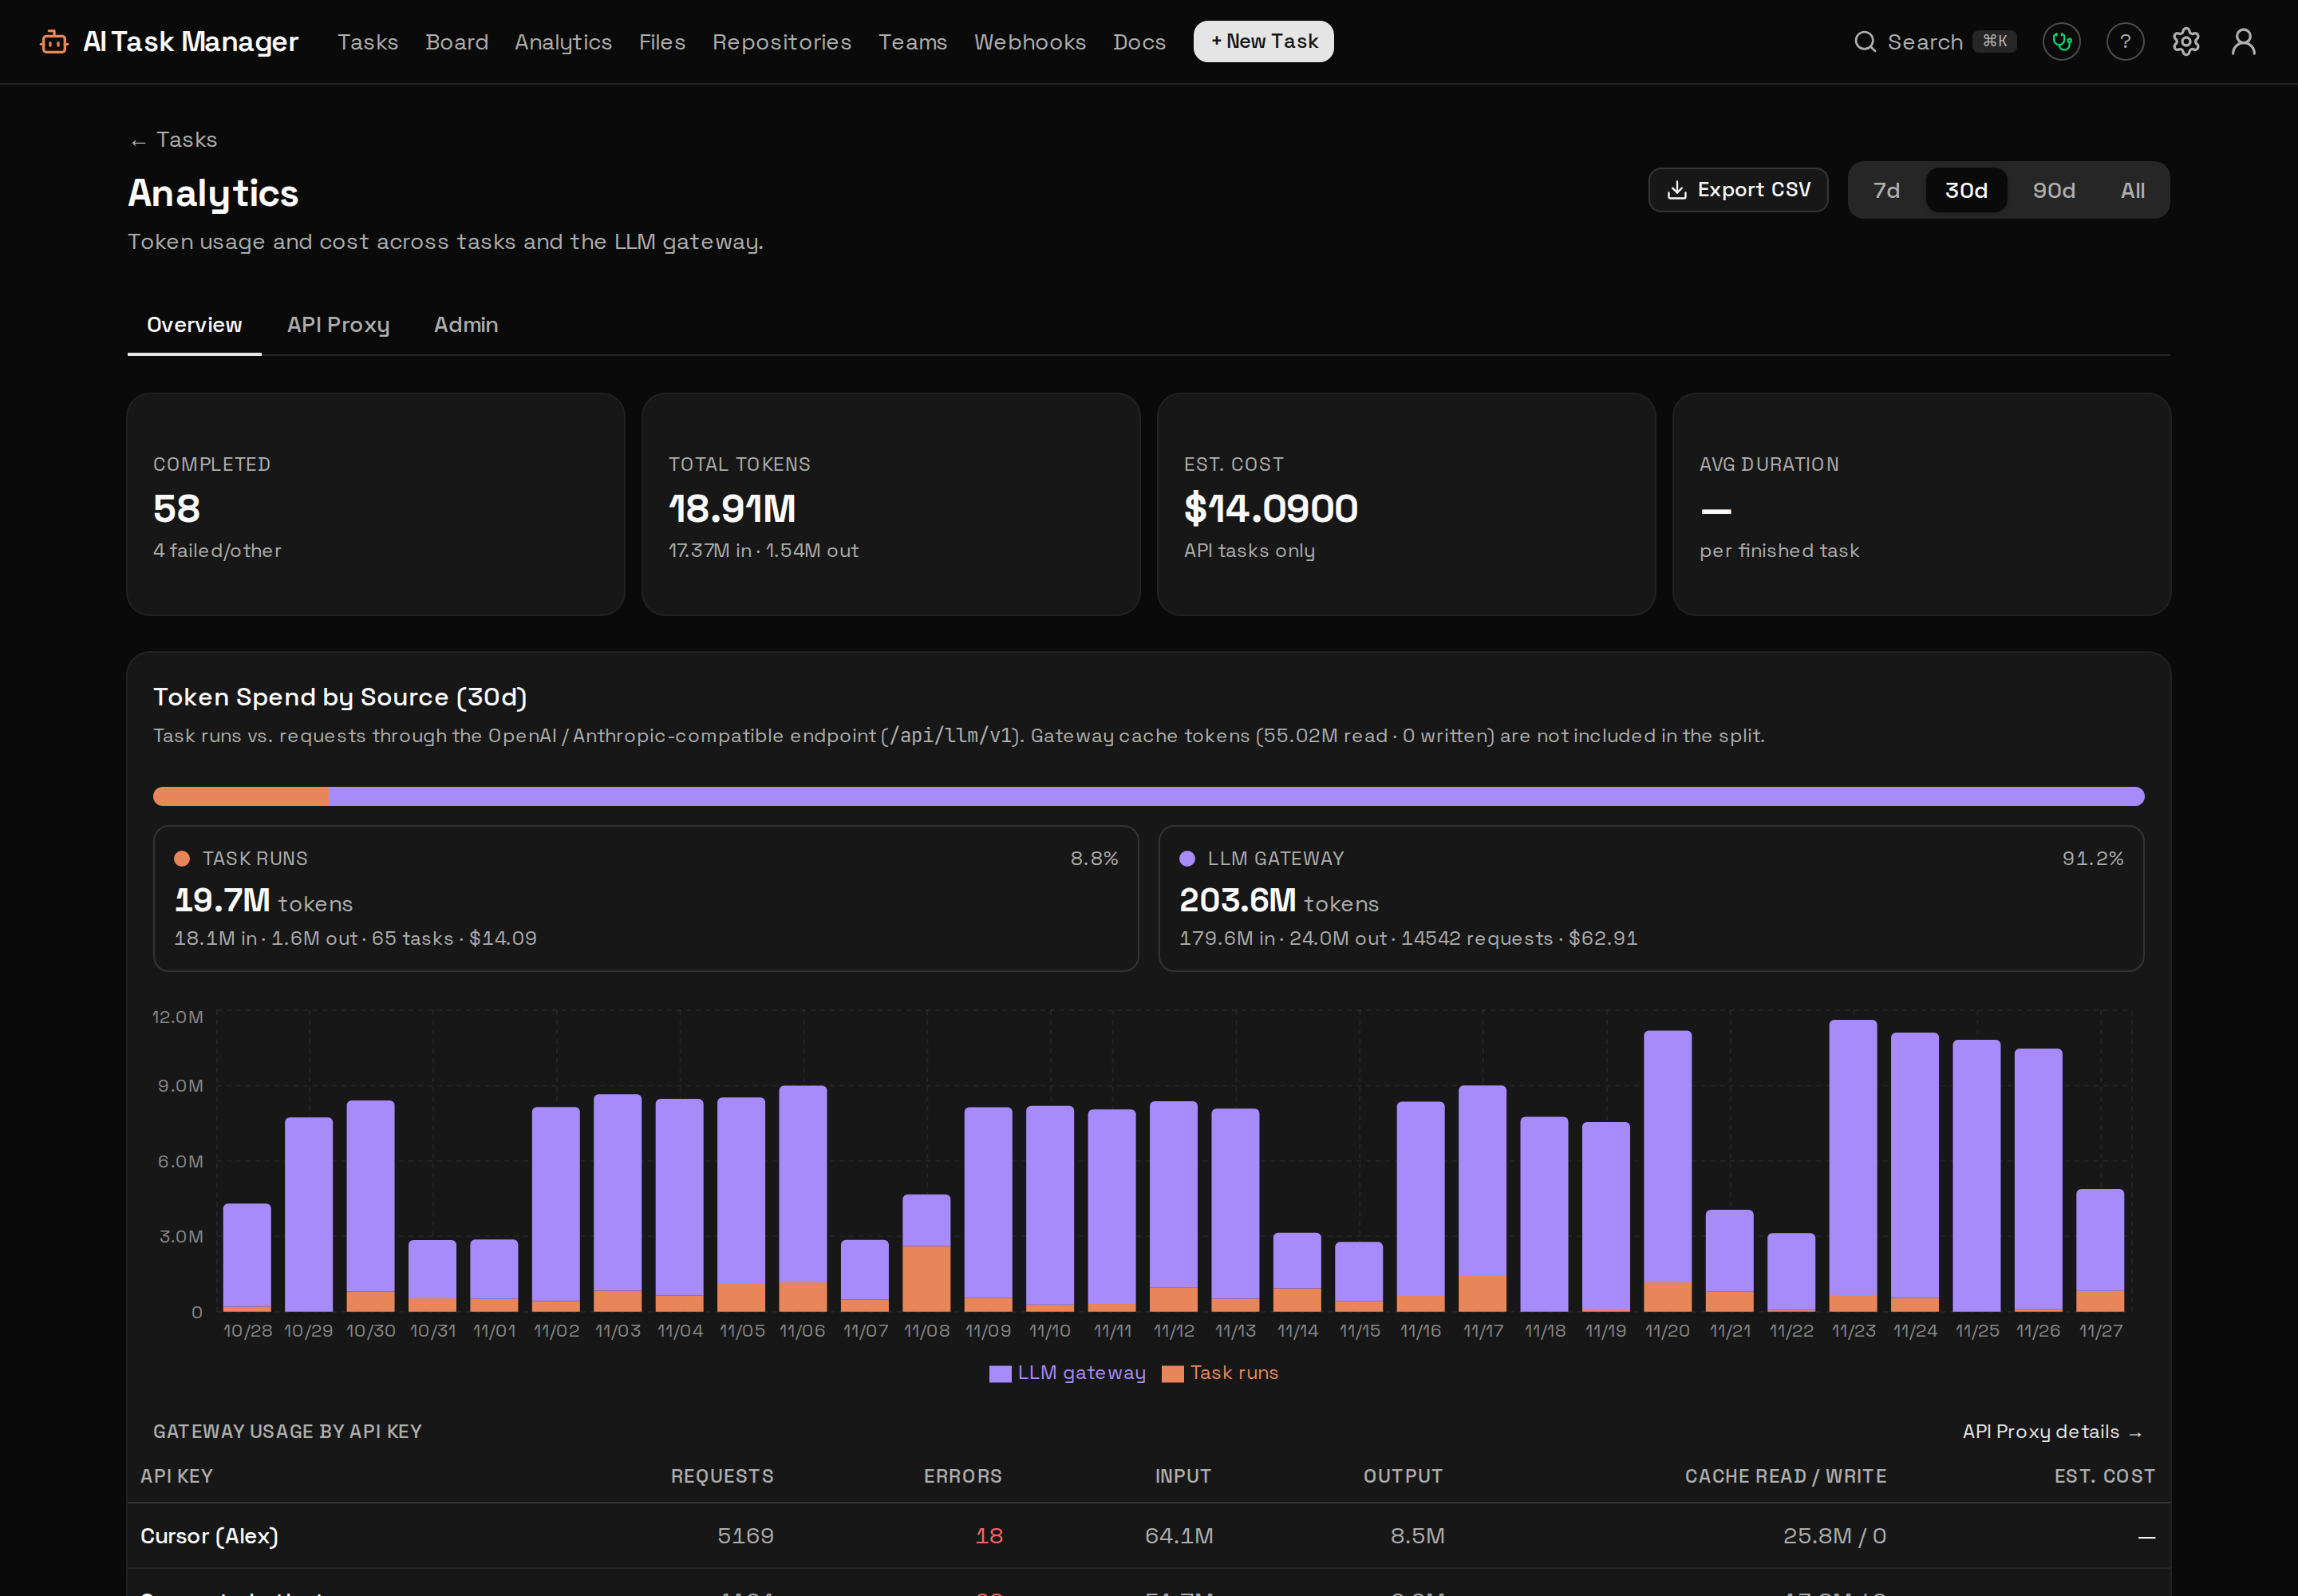 AI Task Manager Tasks Board Analytics Files Repositories Teams Webhooks Docs + New Task Search ⌘K ?
← Tasks
Analytics
Export CSV 7d 30d 90d All
Token usage and cost across tasks and the LLM gateway.
Overview API Proxy Admin
COMPLETED
58
4 failed/other
TOTAL TOKENS
18.91M
17.37M in · 1.54M out
EST. COST
$14.0900
API tasks only
AVG DURATION
—
per finished task
Token Spend by Source (30d)
Task runs vs. requests through the OpenAI / Anthropic-compatible endpoint (/api/llm/v1). Gateway cache tokens (55.02M read · 0 written) are not included in the split.
TASK RUNS 8.8%
19.7M tokens
18.1M in · 1.6M out · 65 tasks · $14.09
LLM GATEWAY 91.2%
203.6M tokens
179.6M in · 24.0M out · 14542 requests · $62.91
12.0M
9.0M
6.0M
3.0M
0
10/28 10/29 10/30 10/31 11/01 11/02 11/03 11/04 11/05 11/06 11/07 11/08 11/09 11/10 11/11 11/12 11/13 11/14 11/15 11/16 11/17 11/18 11/19 11/20 11/21 11/22 11/23 11/24 11/25 11/26 11/27
LLM gateway Task runs
GATEWAY USAGE BY API KEY API Proxy details →
API KEY REQUESTS ERRORS INPUT OUTPUT CACHE READ / WRITE EST. COST
Cursor (Alex) 5169 18 64.1M 8.5M 25.8M / 0 —